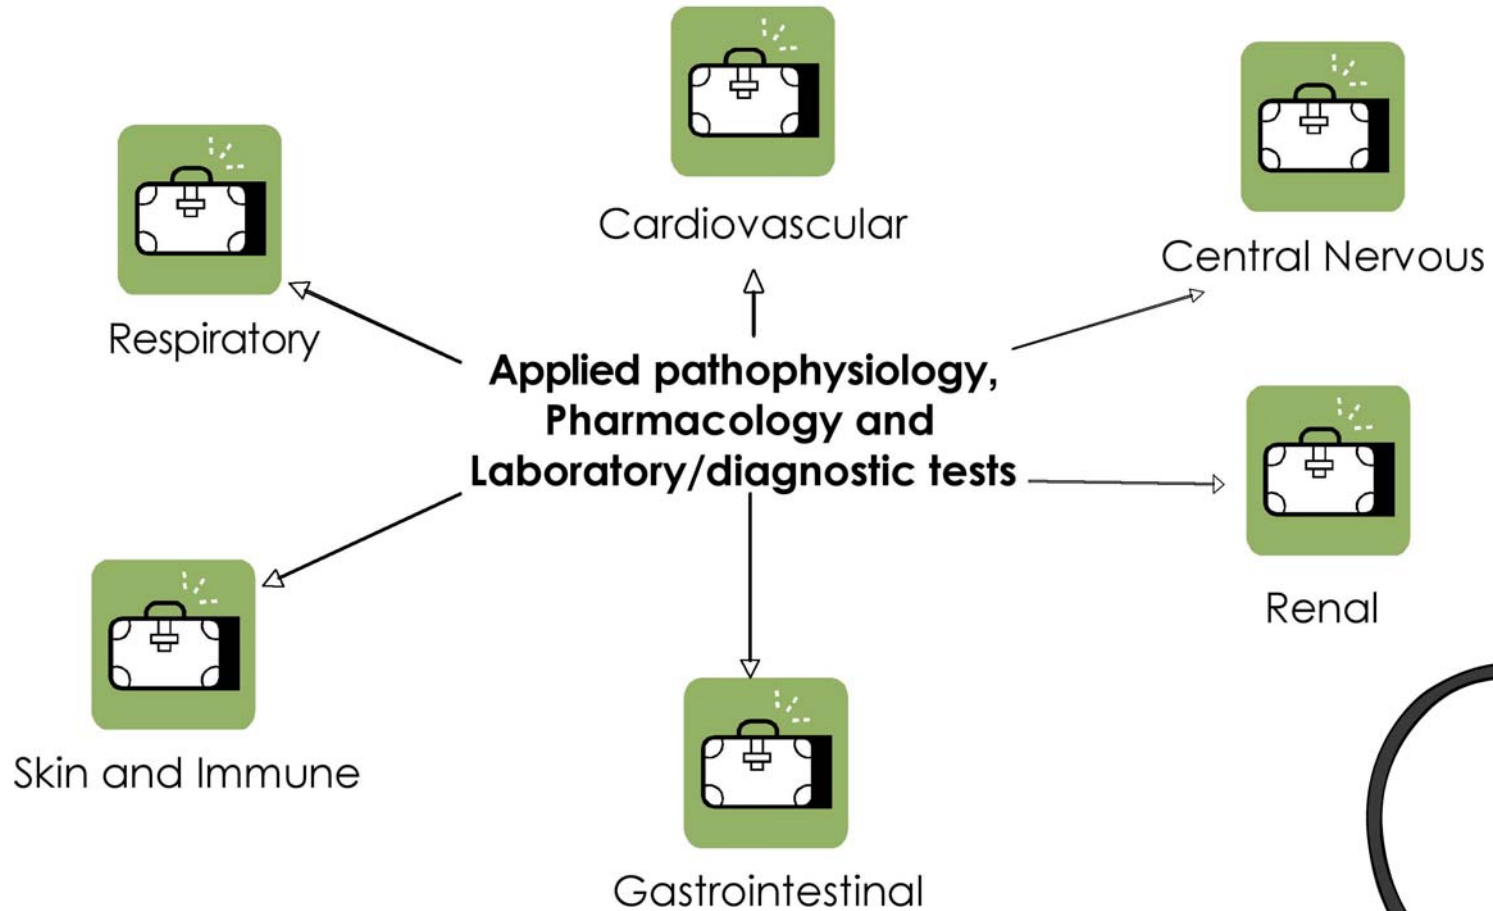 Cardiovascular
Central Nervous
Respiratory
Applied pathophysiology,
Pharmacology and
Laboratory/diagnostic tests
Renal
Skin and Immune
Gastrointestinal